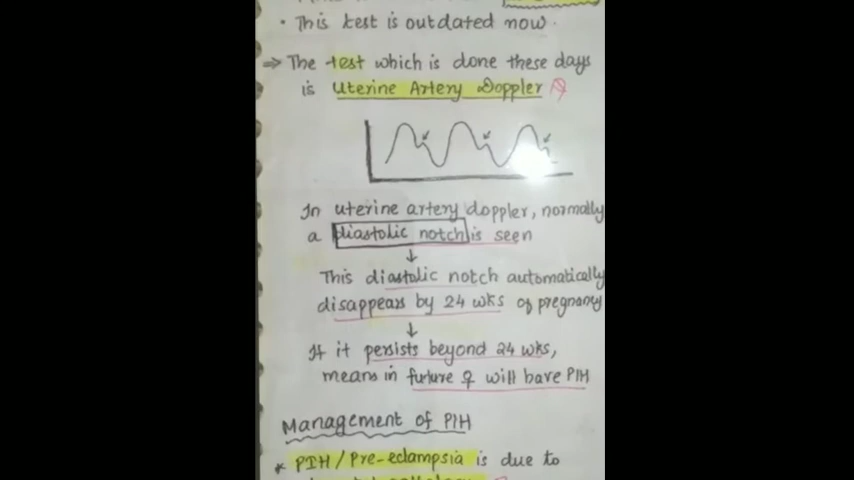 • This test is outdated now.
⇒ The test which is done these days
is Uterine Artery Doppler
In uterine artery doppler, normally
a diastolic notch is seen
↓
This diastolic notch automatically
disappears by 24 wks of pregnancy
↓
If it persists beyond 24 wks,
means in future ♀ will have PIH
Management of PIH
* PIH/Pre-eclampsia is due to